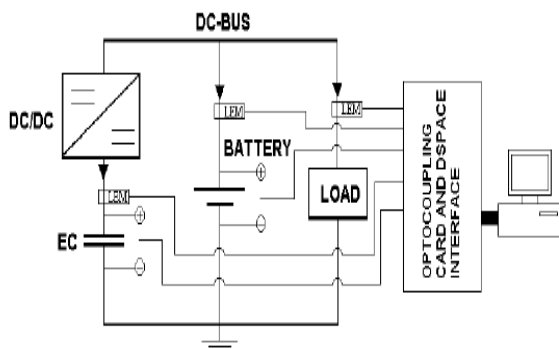 DC-BUS
DC/DC
LEM
LEM
BATTERY
LEM
+
+
LOAD
EC
-
-
OPTOCOUPLING
CARD AND DSPACE
INTERFACE